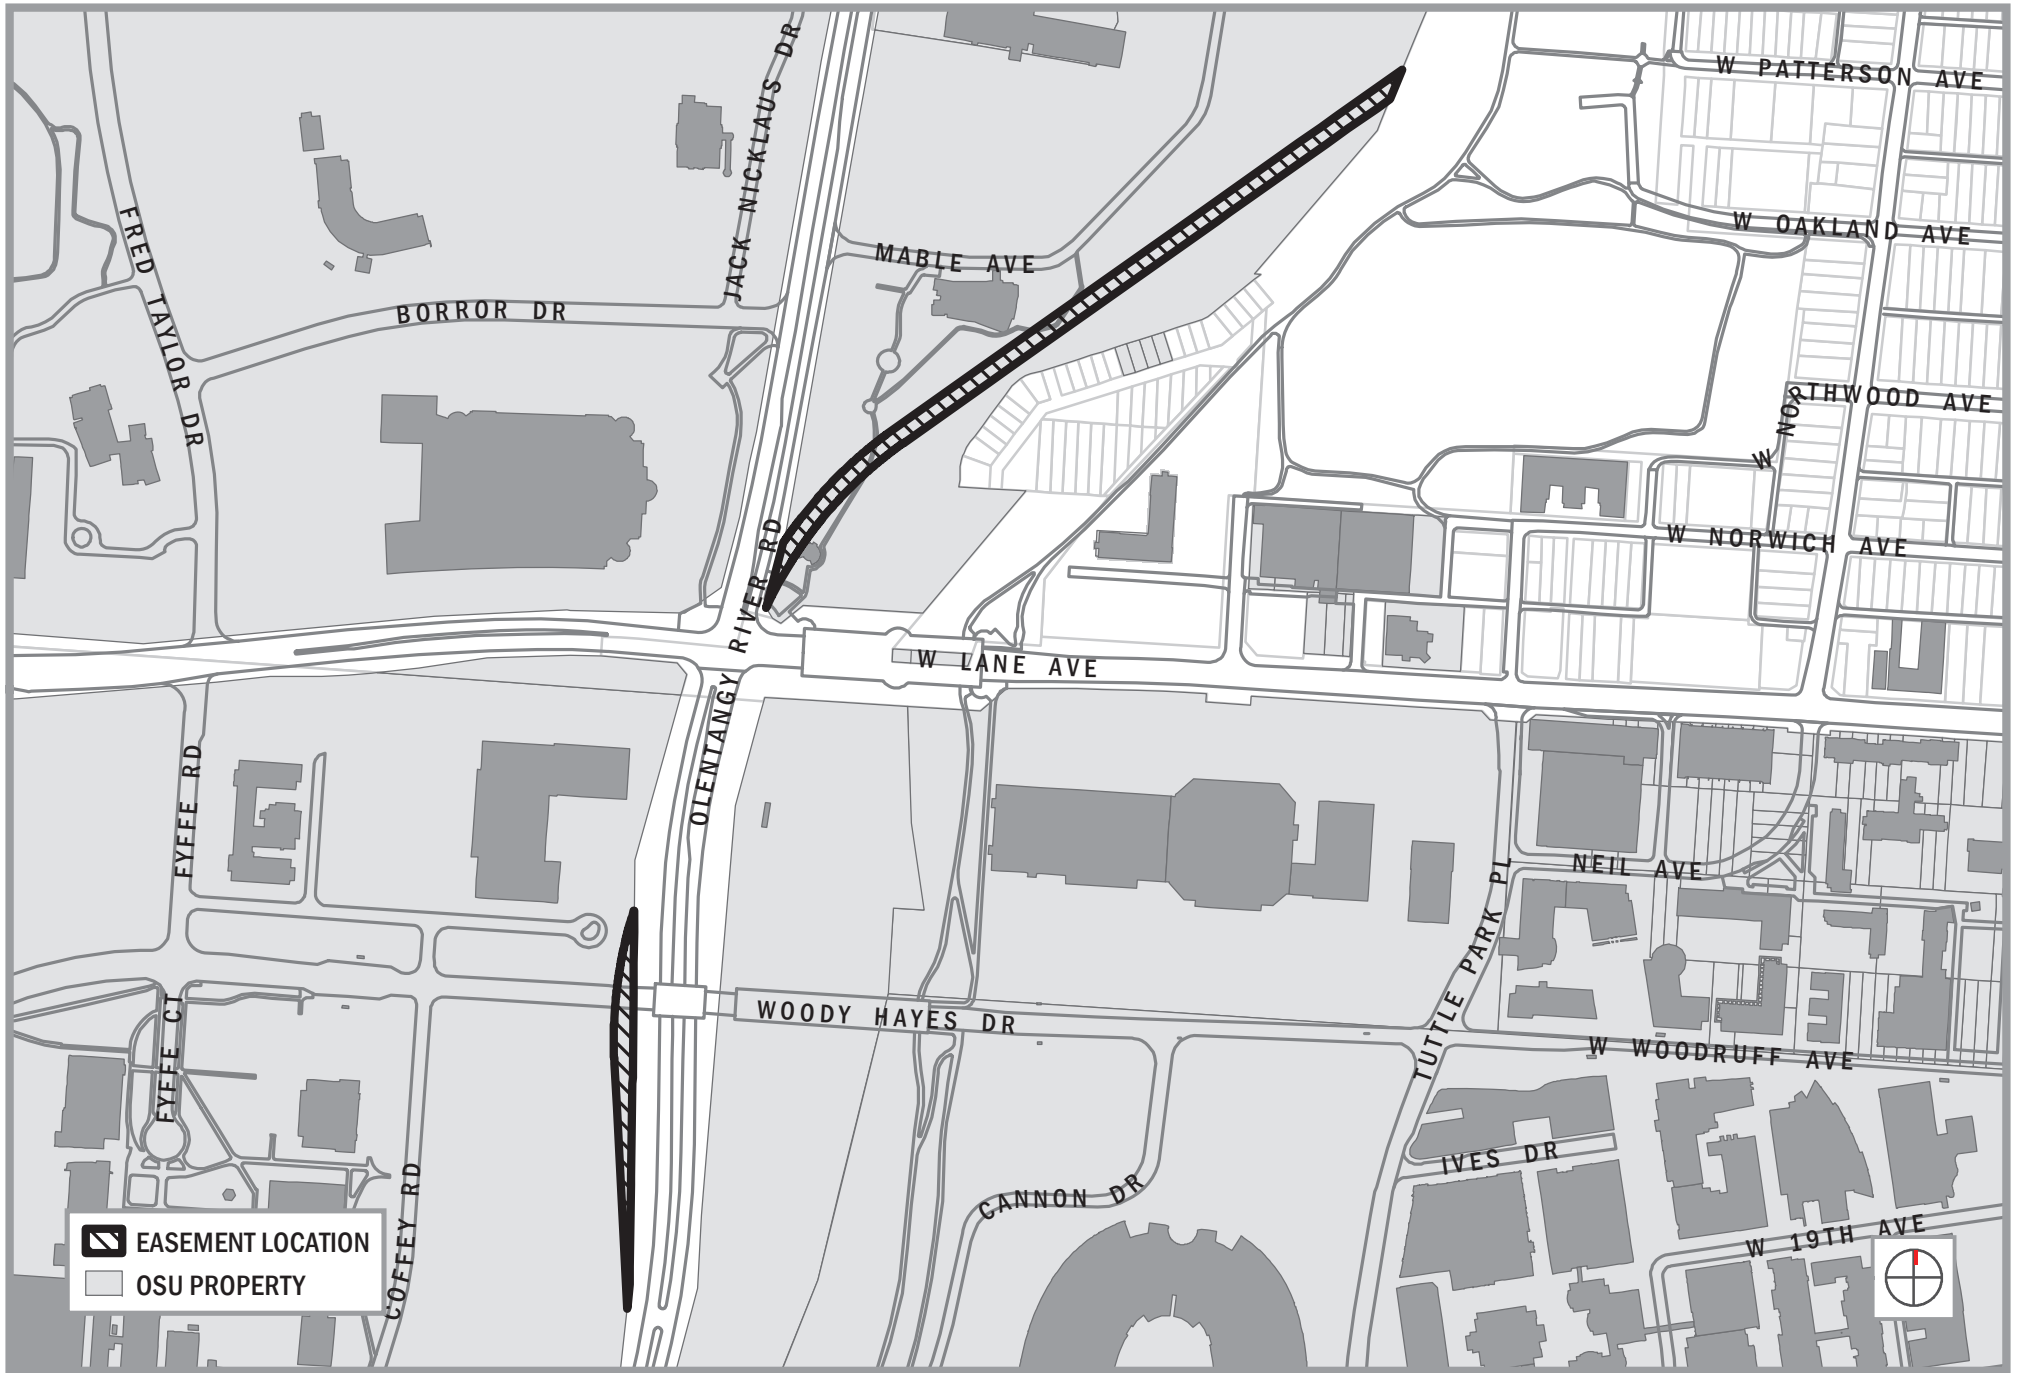 W PATTERSON AVE
JACK NICKLAUS DR
FRED TAYLOR DR
W OAKLAND AVE
MABLE AVE
BORROR DR
W NORTHWOOD AVE
W NORWICH AVE
OLENTANGY RIVER RD
W LANE AVE
FYFFE RD
NEIL AVE
TUTTLE PARK PL
WOODY HAYES DR
FYFFE CT
W WOODRUFF AVE
IVES DR
CANNON DR
COFFEY RD
W 19TH AVE
EASEMENT LOCATION
OSU PROPERTY